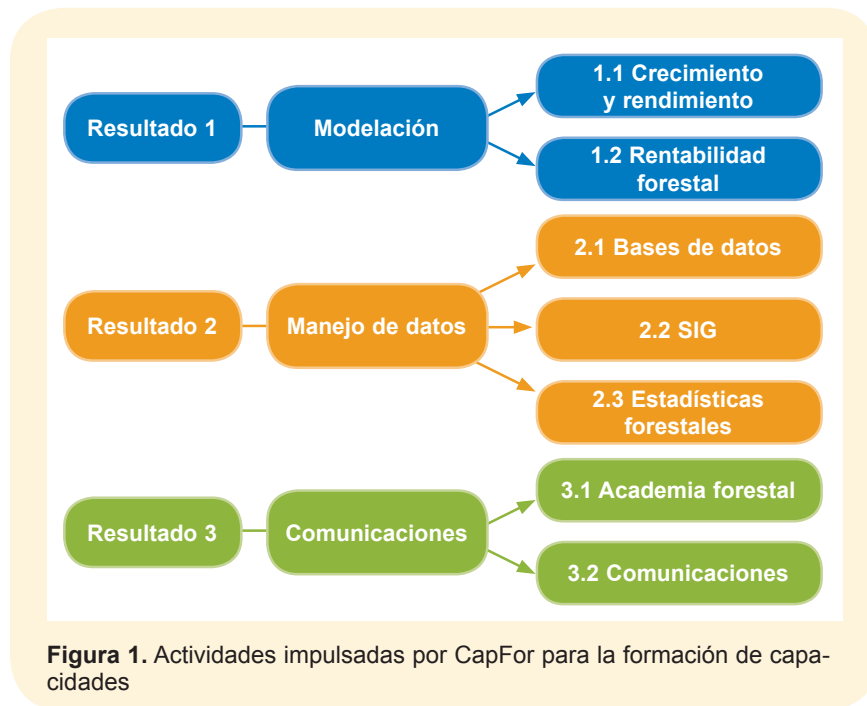 Resultado 1
Modelación
1.1 Crecimiento
y rendimiento
1.2 Rentabilidad
forestal
Resultado 2
Manejo de datos
2.1 Bases de datos
2.2 SIG
2.3 Estadísticas
forestales
Resultado 3
Comunicaciones
3.1 Academia forestal
3.2 Comunicaciones
Figura 1. Actividades impulsadas por CapFor para la formación de capa-
cidades